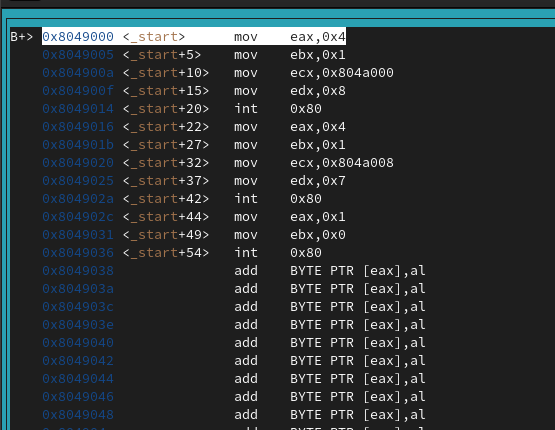 B+> 0x8049000 <_start>      mov    eax,0x4
0x8049005 <_start+5>    mov    ebx,0x1
0x804900a <_start+10>   mov    ecx,0x804a000
0x804900f <_start+15>   mov    edx,0x8
0x8049014 <_start+20>   int    0x80
0x8049016 <_start+22>   mov    eax,0x4
0x804901b <_start+27>   mov    ebx,0x1
0x8049020 <_start+32>   mov    ecx,0x804a008
0x8049025 <_start+37>   mov    edx,0x7
0x804902a <_start+42>   int    0x80
0x804902c <_start+44>   mov    eax,0x1
0x8049031 <_start+49>   mov    ebx,0x0
0x8049036 <_start+54>   int    0x80
0x8049038               add    BYTE PTR [eax],al
0x804903a               add    BYTE PTR [eax],al
0x804903c               add    BYTE PTR [eax],al
0x804903e               add    BYTE PTR [eax],al
0x8049040               add    BYTE PTR [eax],al
0x8049042               add    BYTE PTR [eax],al
0x8049044               add    BYTE PTR [eax],al
0x8049046               add    BYTE PTR [eax],al
0x8049048               add    BYTE PTR [eax],al